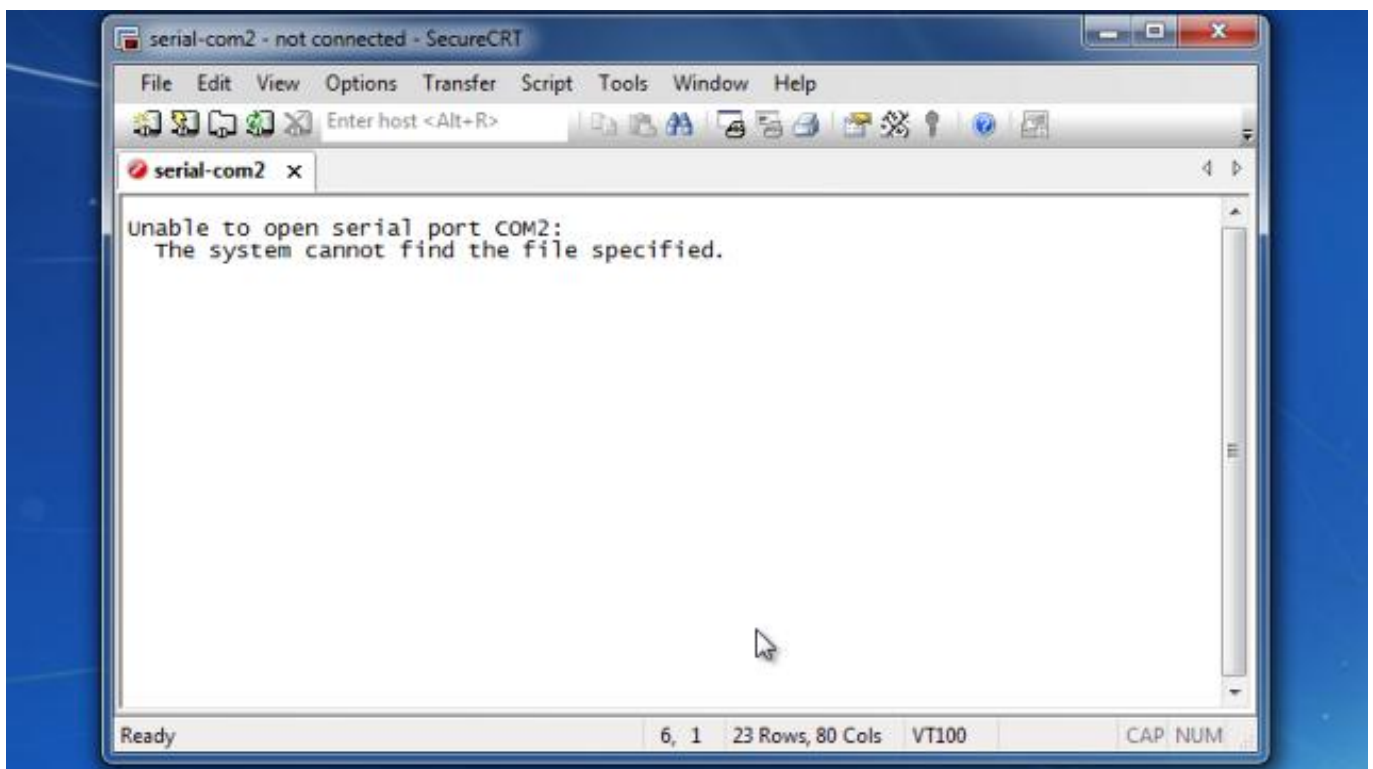 serial-com2 - not connected - SecureCRT
File Edit View Options Transfer Script Tools Window Help
Enter host <Alt+R>
serial-com2 x
Unable to open serial port COM2:
The system cannot find the file specified.
Ready 6, 1 23 Rows, 80 Cols VT100 CAP NUM